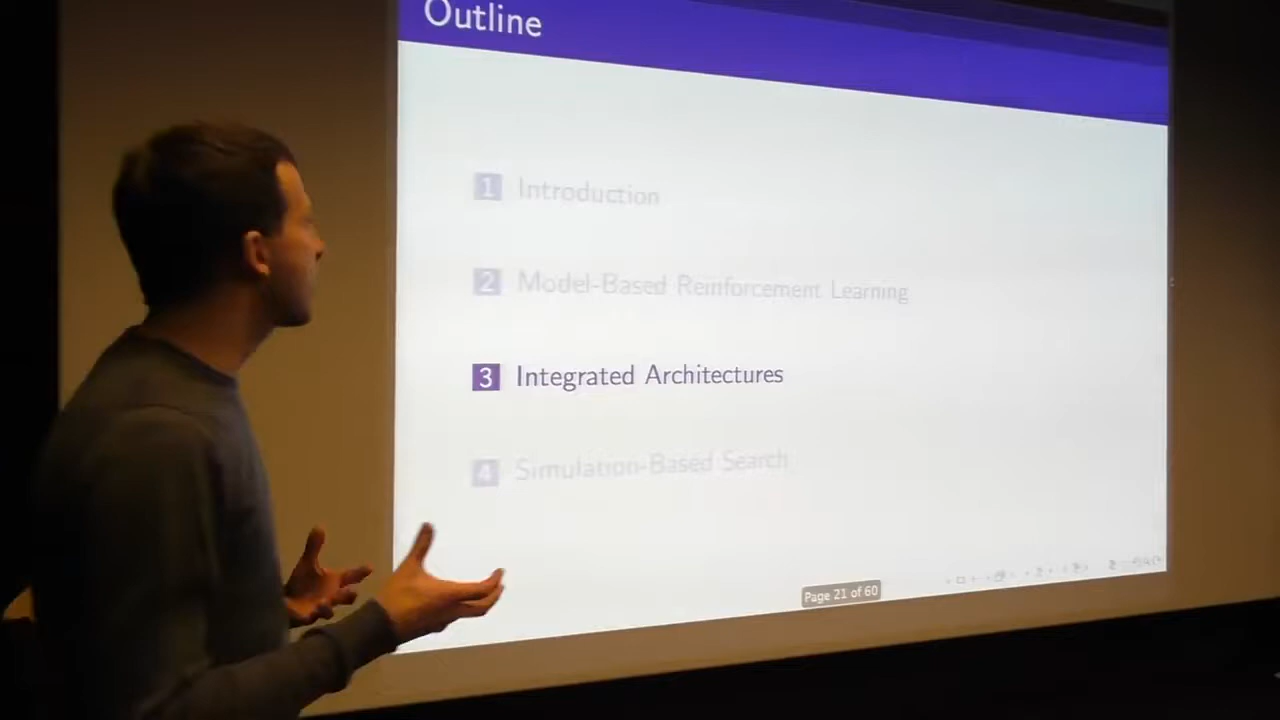 Outline
1 Introduction
2 Model-Based Reinforcement Learning
3 Integrated Architectures
4 Simulation-Based Search
Page 21 of 60